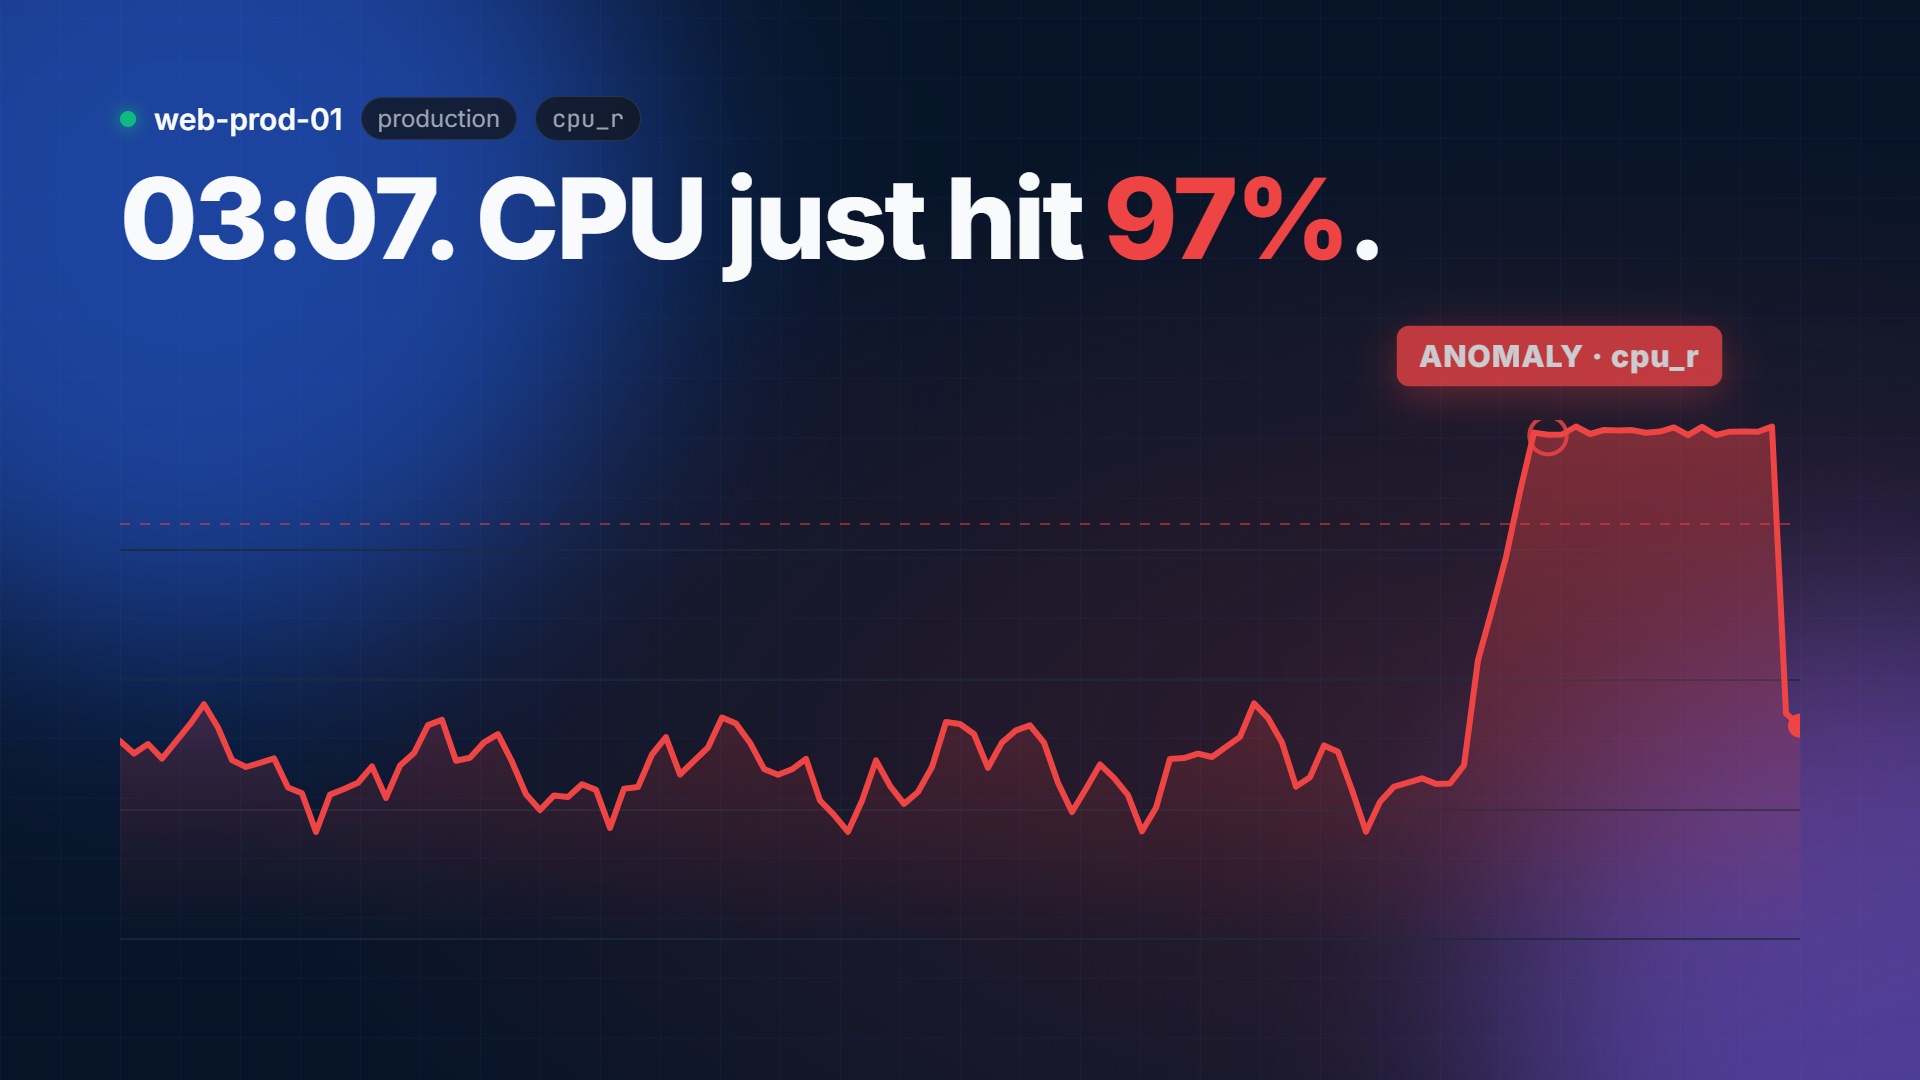 web-prod-01 production cpu_r
03:07. CPU just hit 97%.
ANOMALY · cpu_r